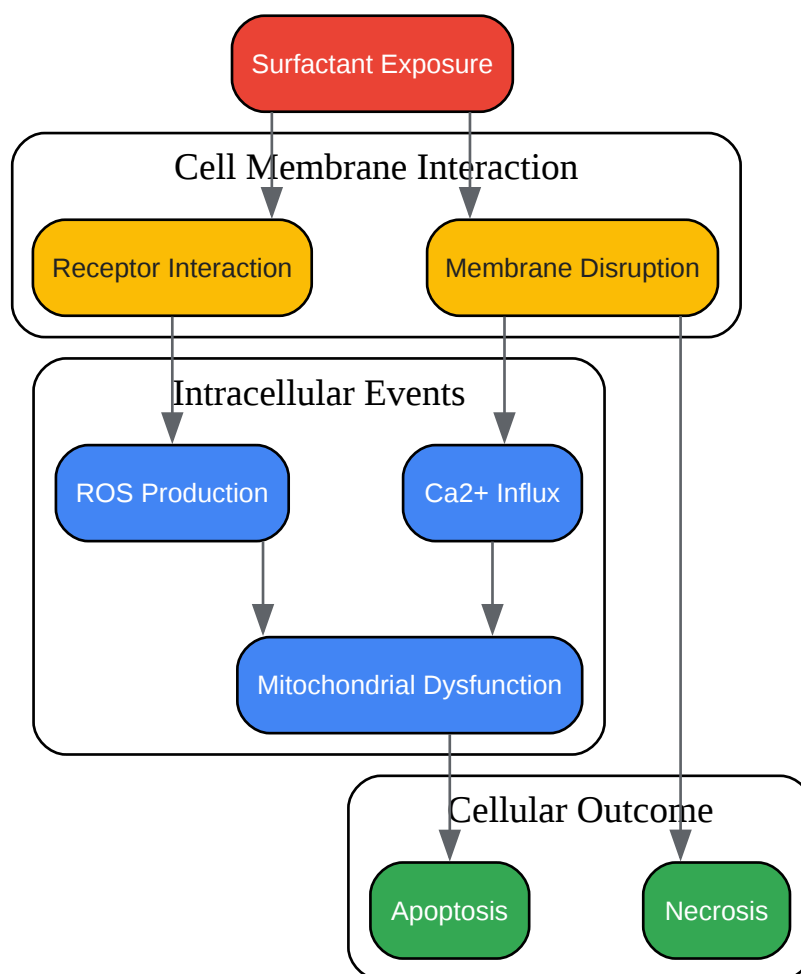 Surfactant Exposure
Cell Membrane Interaction
Receptor Interaction
Membrane Disruption
Intracellular Events
ROS Production
Ca2+ Influx
Mitochondrial Dysfunction
Cellular Outcome
Apoptosis
Necrosis